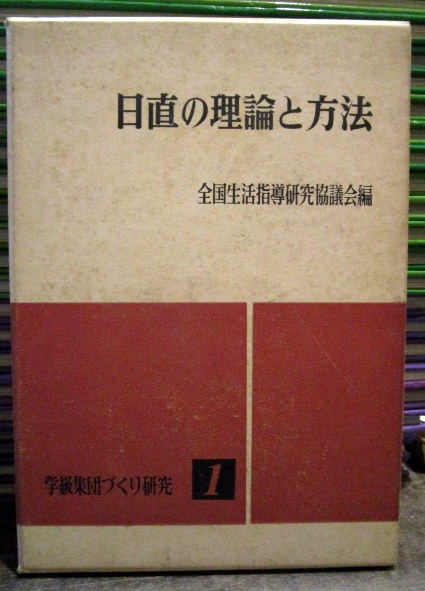 日直の理論と方法
全国生活指導研究協議会編
学級集団づくり研究 1